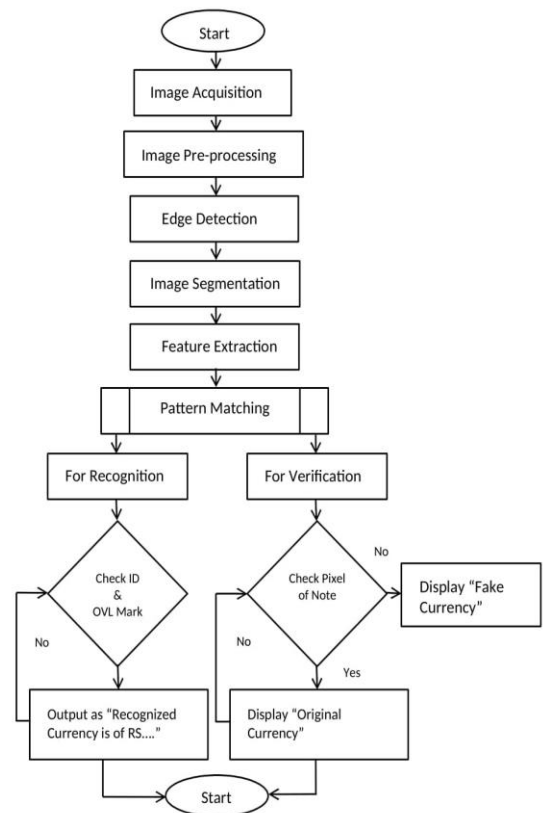 Start
Image Acquisition
Image Pre-processing
Edge Detection
Image Segmentation
Feature Extraction
Pattern Matching
For Recognition
For Verification
Check ID
&
OVL Mark
No
Output as “Recognized
Currency is of RS....”
Check Pixel
of Note
No
Display “Fake
Currency”
No
Yes
Display “Original
Currency”
Start